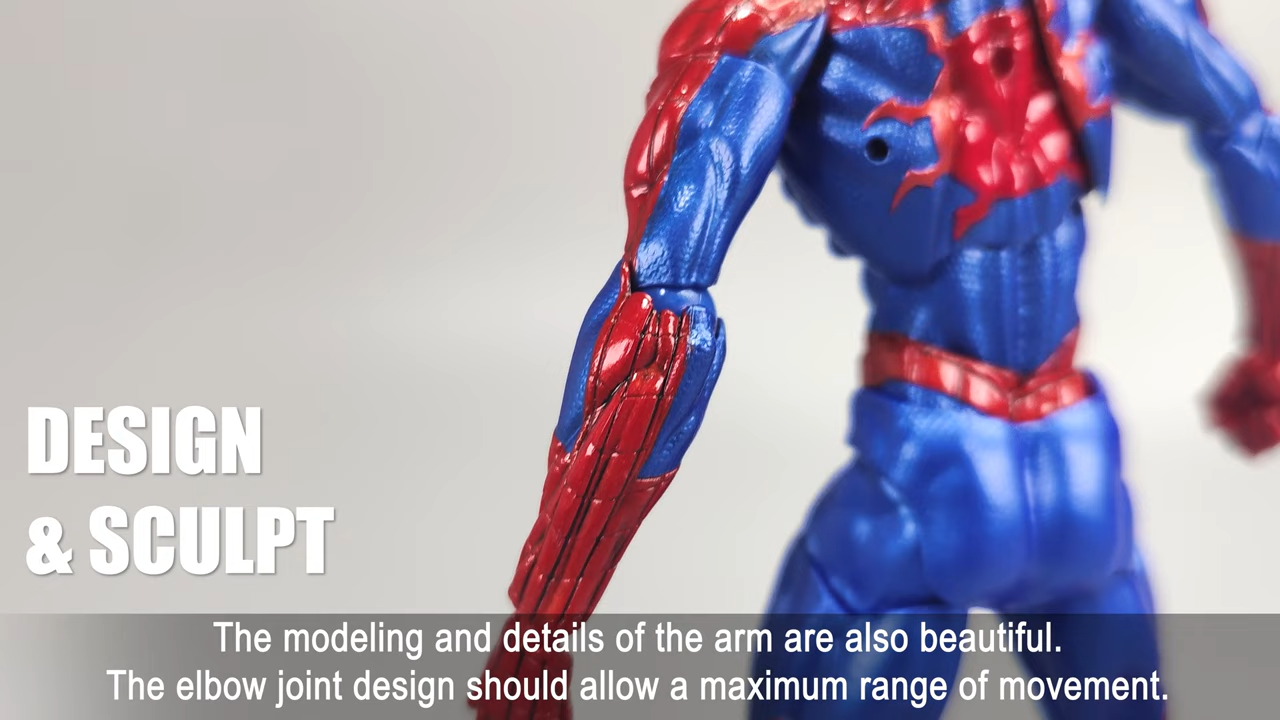 DESIGN
& SCULPT
The modeling and details of the arm are also beautiful.
The elbow joint design should allow a maximum range of movement.